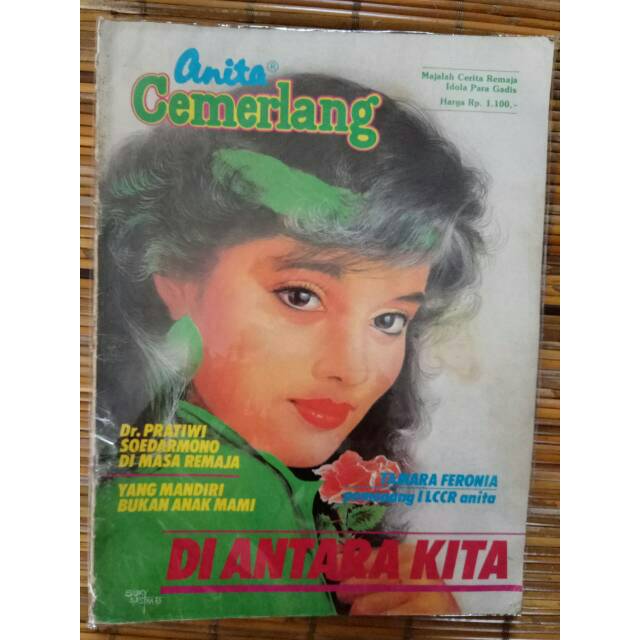 anita®
Cemerlang
Majalah Cerita Remaja
Idola Para Gadis
Harga Rp. 1.100,-
Dr. PRATIWI
SOEDARMONO
DI MASA REMAJA
YANG MANDIRI
BUKAN ANAK MAMI
TAMARA FERONIA
pemenang I LCCR anita
DI ANTARA KITA